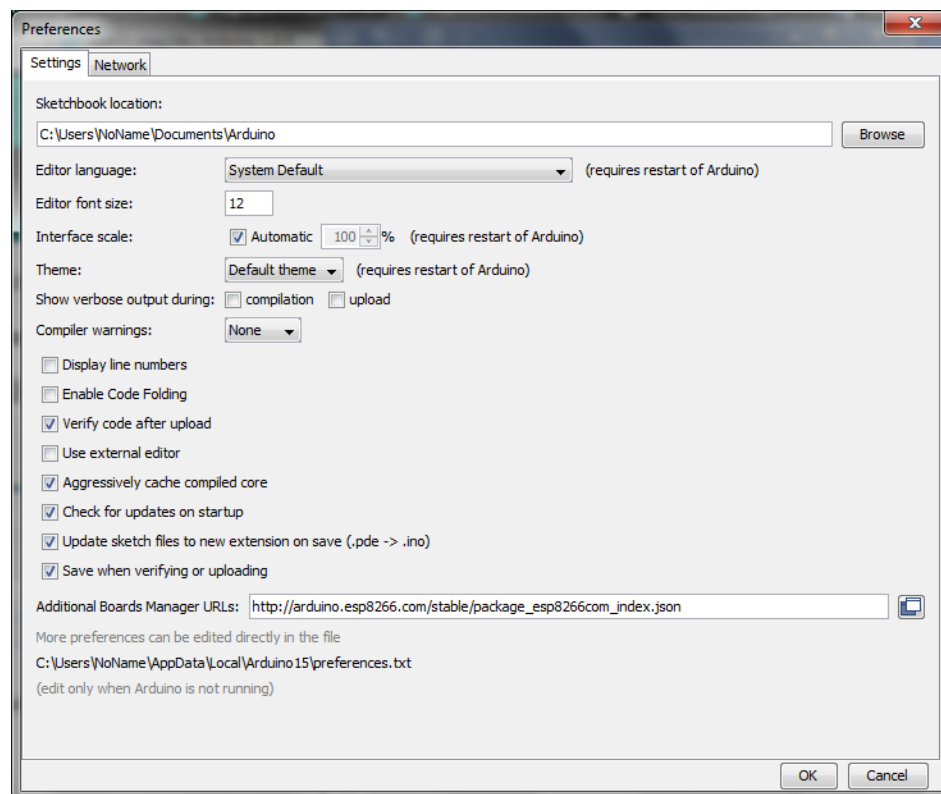 Preferences
Settings Network
Sketchbook location:
C:\Users\NoName\Documents\Arduino Browse
Editor language: System Default (requires restart of Arduino)
Editor font size: 12
Interface scale: Automatic 100 % (requires restart of Arduino)
Theme: Default theme (requires restart of Arduino)
Show verbose output during: compilation upload
Compiler warnings: None
Display line numbers
Enable Code Folding
Verify code after upload
Use external editor
Aggressively cache compiled core
Check for updates on startup
Update sketch files to new extension on save (.pde -> .ino)
Save when verifying or uploading
Additional Boards Manager URLs: http://arduino.esp8266.com/stable/package_esp8266com_index.json
More preferences can be edited directly in the file
C:\Users\NoName\AppData\Local\Arduino15\preferences.txt
(edit only when Arduino is not running)
OK Cancel